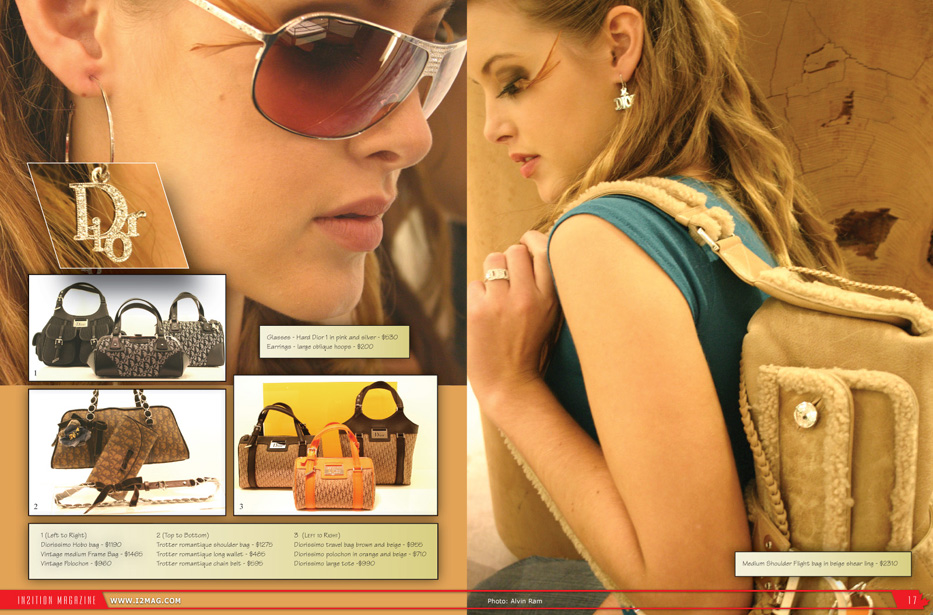 Dior
Glasses - Hard Dior 1 in pink and silver - $630
Earrings - large oblique hoops - $200
1
2
3
1 (Left to Right)
Diorissimo Hobo bag - $1190
Vintage medium Frame Bag - $1465
Vintage Polochon - $960
2 (Top to Bottom)
Trotter romantique shoulder bag - $1275
Trotter romantique long wallet - $465
Trotter romantique chain belt - $595
3 (Left to Right)
Diorissimo travel bag brown and beige - $955
Diorissimo polochon in orange and beige - $710
Diorissimo large tote -$990
IN2ITION MAGAZINE
WWW.I2MAG.COM
DIOR
Medium Shoulder Flight bag in beige shear ling - $2310
Photo: Alvin Ram
17